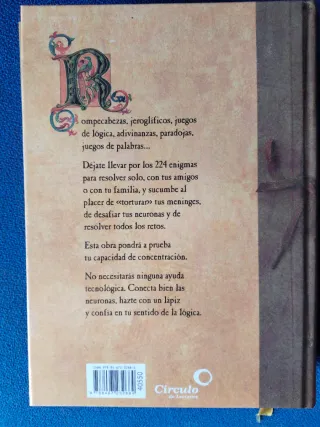 Rompecabezas, jeroglíficos, juegos
de lógica, adivinanzas, paradojas,
juegos de palabras...
Déjate llevar por los 224 enigmas
para resolver solo, con tus amigos
o con tu familia, y sucumbe al
placer de «torturar» tus meninges,
de desafiar tus neuronas y de
resolver todos los retos.
Esta obra pondrá a prueba
tu capacidad de concentración.
No necesitarás ninguna ayuda
tecnológica. Conecta bien las
neuronas, hazte con un lápiz
y confía en tu sentido de la lógica.
40550
Círculo
de Lectores